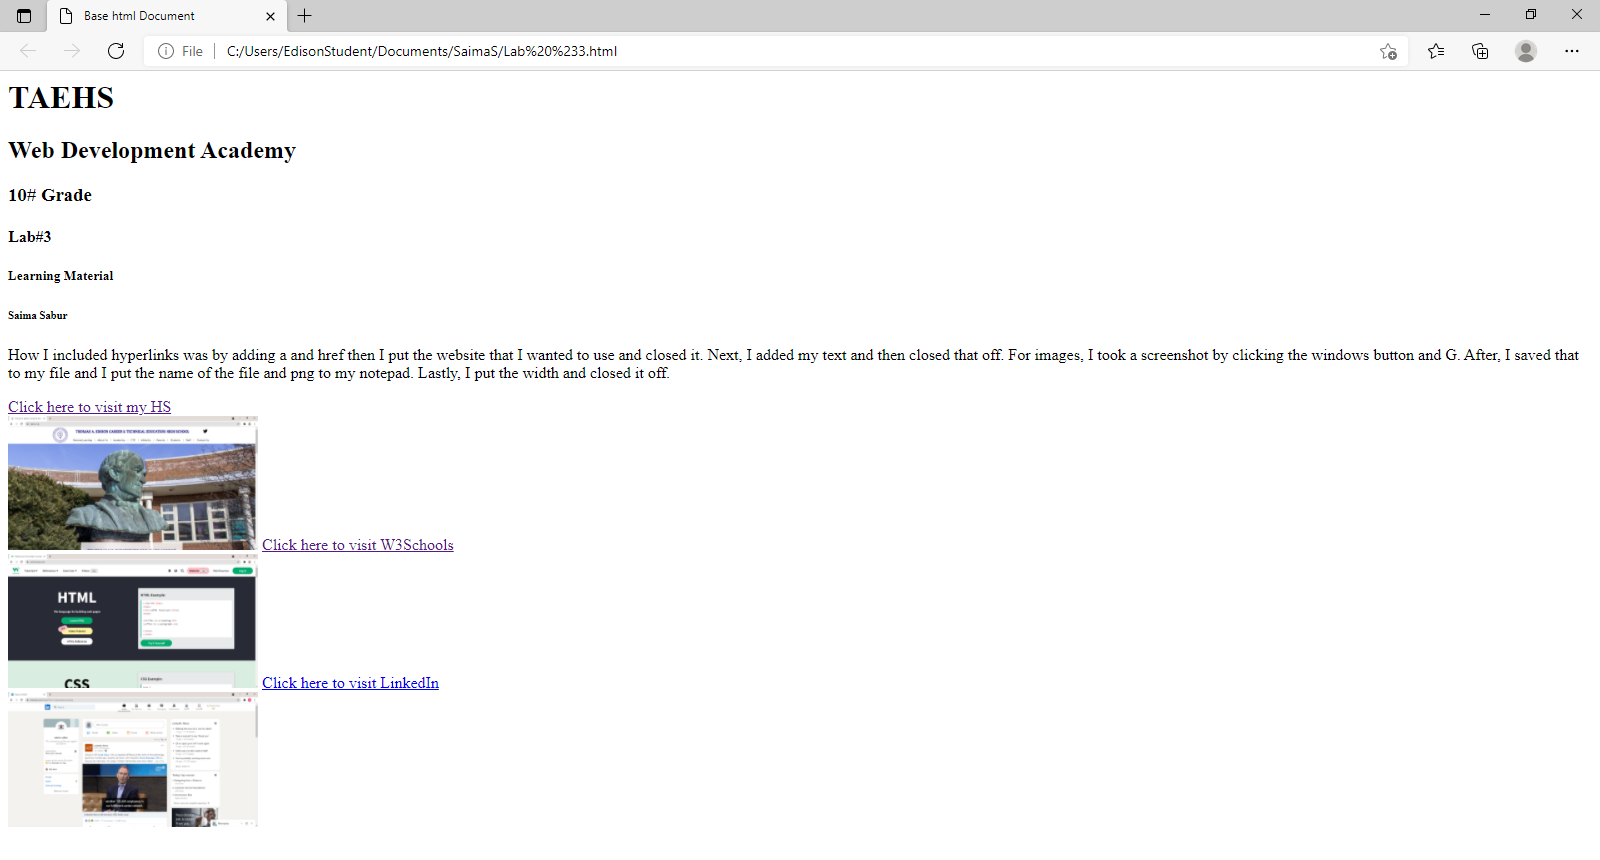 Base html Document
File
C:/Users/EdisonStudent/Documents/SaimaS/Lab%20%233.html
TAEHS
Web Development Academy
10# Grade
Lab#3
Learning Material
Saima Sabur
How I included hyperlinks was by adding a and href then I put the website that I wanted to use and closed it. Next, I added my text and then closed that off. For images, I took a screenshot by clicking the windows button and G. After, I saved that
to my file and I put the name of the file and png to my notepad. Lastly, I put the width and closed it off.
Click here to visit my HS
THOMAS A. EDISON CAREER & TECHNICAL EDUCATION HIGH SCHOOL
Click here to visit W3Schools
HTML
HTML Example:
CSS
CSS Example:
Click here to visit LinkedIn